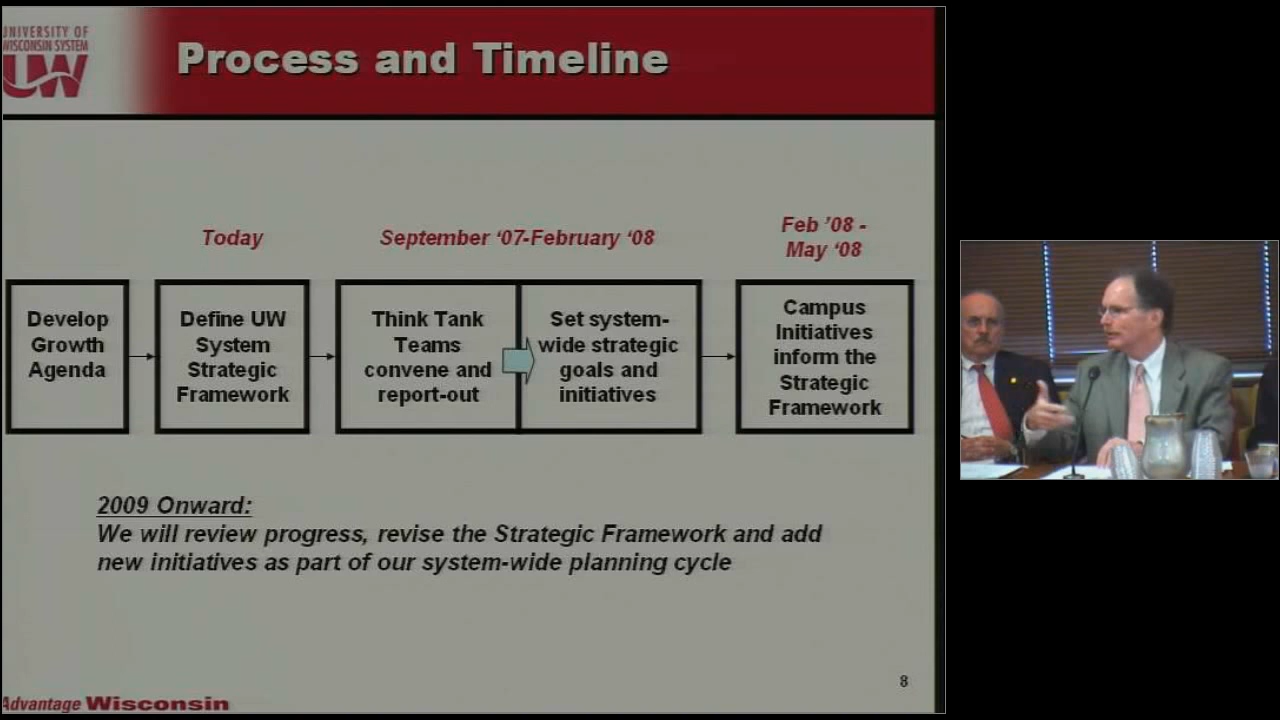 UNIVERSITY OF
WISCONSIN SYSTEM
UW
Process and Timeline
Today
September ‘07-February ‘08
Feb ’08 -
May ‘08
Develop
Growth
Agenda
Define UW
System
Strategic
Framework
Think Tank
Teams
convene and
report-out
Set system-
wide strategic
goals and
initiatives
Campus
Initiatives
inform the
Strategic
Framework
2009 Onward:
We will review progress, revise the Strategic Framework and add
new initiatives as part of our system-wide planning cycle
8
Advantage Wisconsin